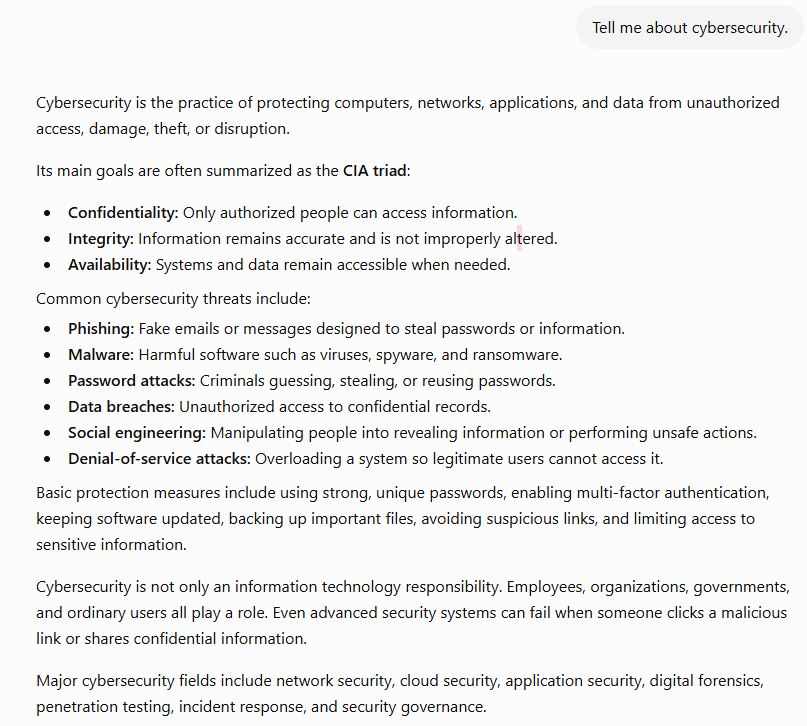 Tell me about cybersecurity.
Cybersecurity is the practice of protecting computers, networks, applications, and data from unauthorized
access, damage, theft, or disruption.
Its main goals are often summarized as the CIA triad:
• Confidentiality: Only authorized people can access information.
• Integrity: Information remains accurate and is not improperly altered.
• Availability: Systems and data remain accessible when needed.
Common cybersecurity threats include:
• Phishing: Fake emails or messages designed to steal passwords or information.
• Malware: Harmful software such as viruses, spyware, and ransomware.
• Password attacks: Criminals guessing, stealing, or reusing passwords.
• Data breaches: Unauthorized access to confidential records.
• Social engineering: Manipulating people into revealing information or performing unsafe actions.
• Denial-of-service attacks: Overloading a system so legitimate users cannot access it.
Basic protection measures include using strong, unique passwords, enabling multi-factor authentication,
keeping software updated, backing up important files, avoiding suspicious links, and limiting access to
sensitive information.
Cybersecurity is not only an information technology responsibility. Employees, organizations, governments,
and ordinary users all play a role. Even advanced security systems can fail when someone clicks a malicious
link or shares confidential information.
Major cybersecurity fields include network security, cloud security, application security, digital forensics,
penetration testing, incident response, and security governance.